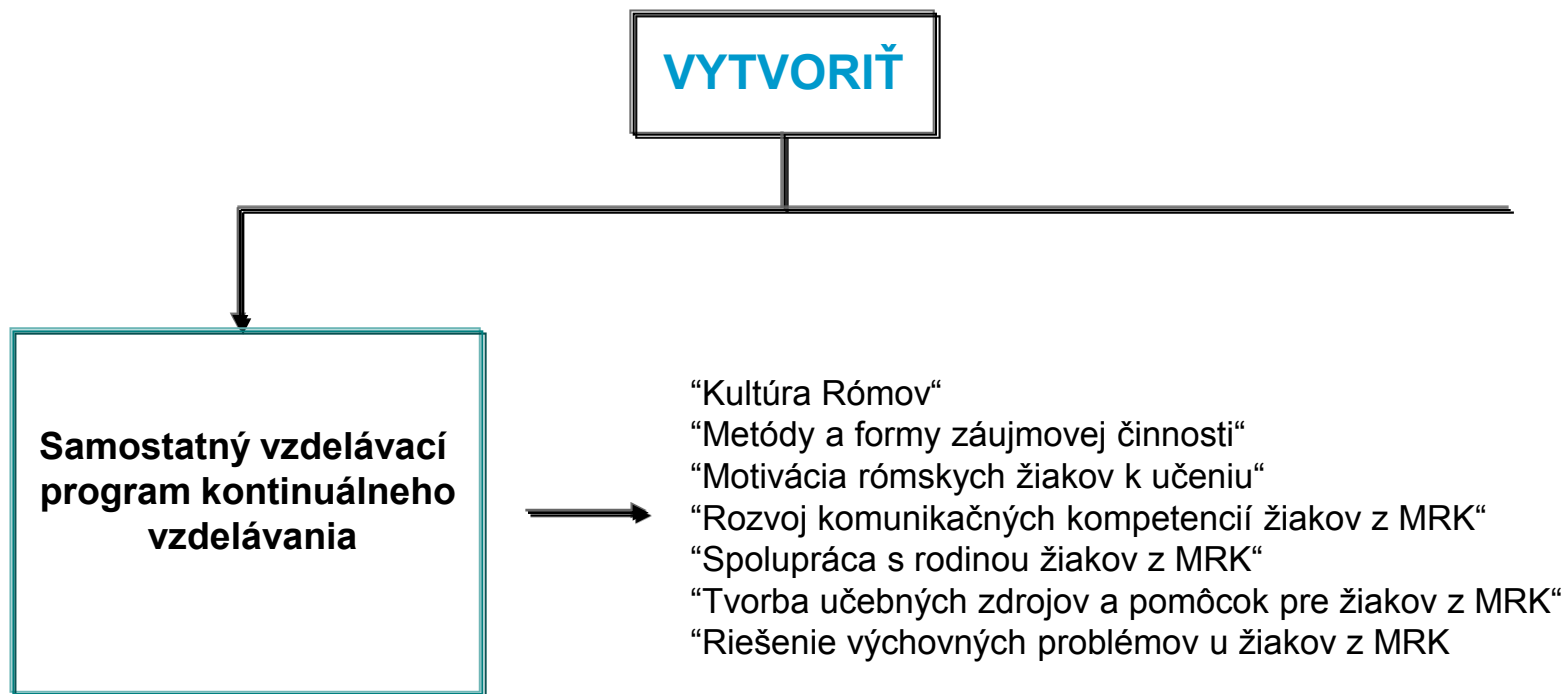 VYTVORIŤ
Samostatný vzdelávací
program kontinuálneho
vzdelávania
“Kultúra Rómov“
“Metódy a formy záujmovej činnosti“
“Motivácia rómskych žiakov k učeniu“
“Rozvoj komunikačných kompetencií žiakov z MRK“
“Spolupráca s rodinou žiakov z MRK“
“Tvorba učebných zdrojov a pomôcok pre žiakov z MRK“
“Riešenie výchovných problémov u žiakov z MRK